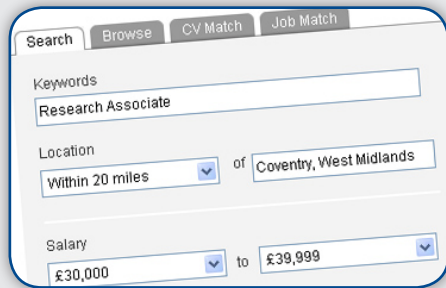 Search Browse CV Match Job Match
Keywords
Research Associate
Location
Within 20 miles of Coventry, West Midlands
Salary
£30,000 to £39,999